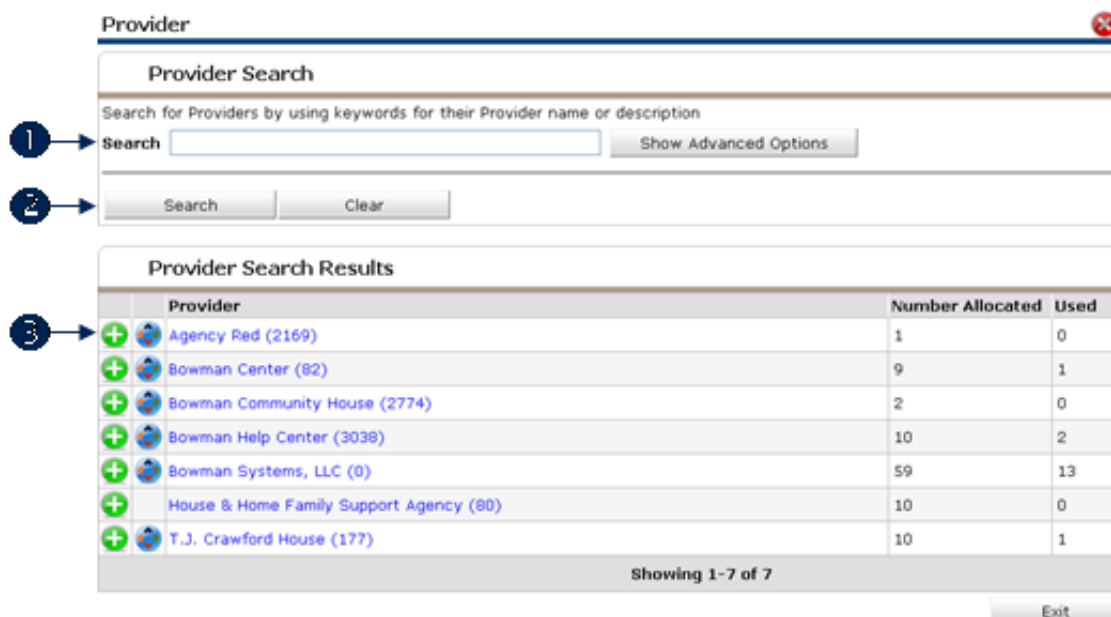 Provider
Provider Search
Search for Providers by using keywords for their Provider name or description
1 Search Show Advanced Options
2 Search Clear
Provider Search Results
Provider Number Allocated Used
3 Agency Red (2169) 1 0
Bowman Center (82) 9 1
Bowman Community House (2774) 2 0
Bowman Help Center (3038) 10 2
Bowman Systems, LLC (0) 59 13
House & Home Family Support Agency (80) 10 0
T.J. Crawford House (177) 10 1
Showing 1-7 of 7
Exit